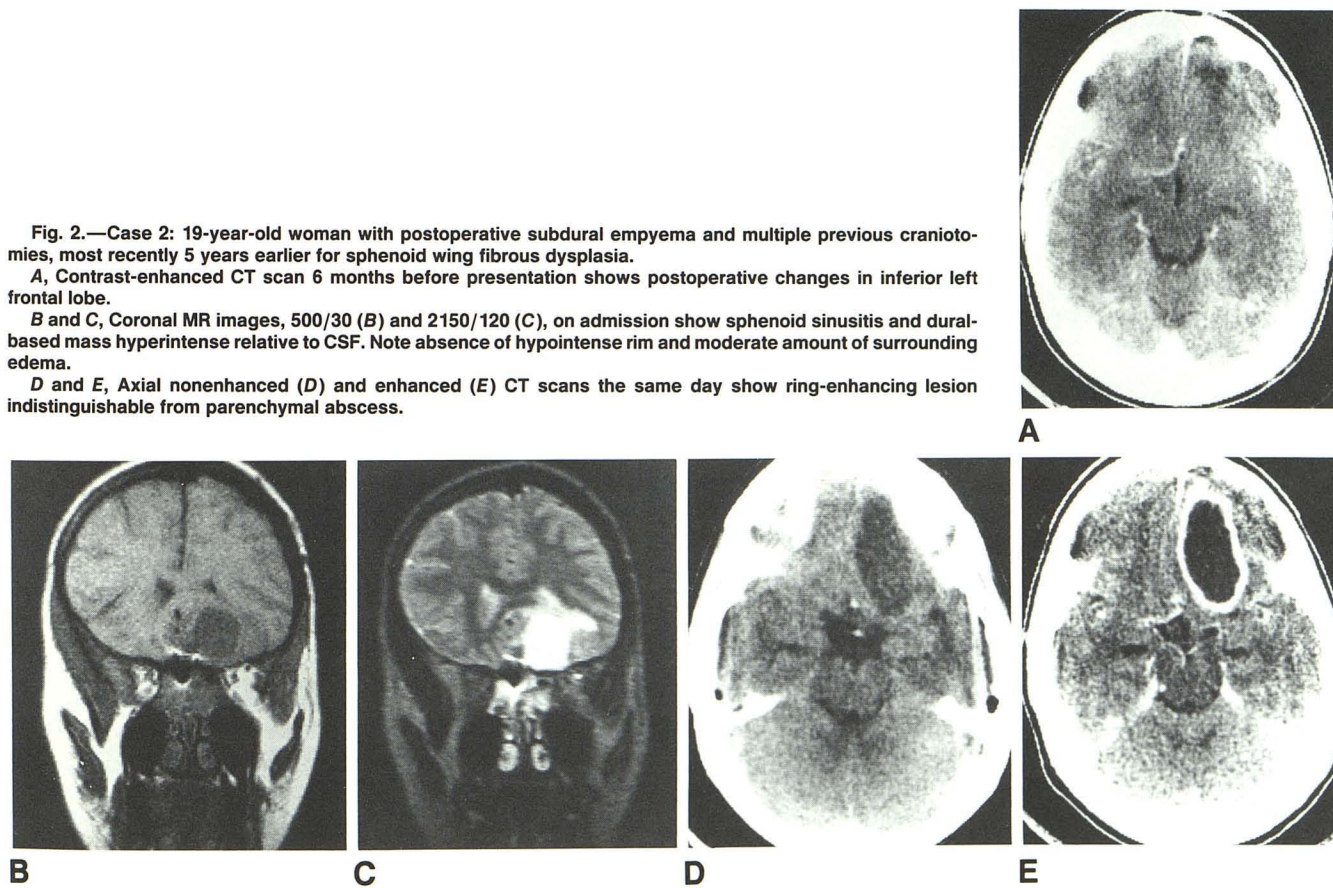 Fig. 2.—Case 2: 19-year-old woman with postoperative subdural empyema and multiple previous cranioto-
mies, most recently 5 years earlier for sphenoid wing fibrous dysplasia.
A, Contrast-enhanced CT scan 6 months before presentation shows postoperative changes in inferior left
frontal lobe.
B and C, Coronal MR images, 500/30 (B) and 2150/120 (C), on admission show sphenoid sinusitis and dural-
based mass hyperintense relative to CSF. Note absence of hypointense rim and moderate amount of surrounding
edema.
D and E, Axial nonenhanced (D) and enhanced (E) CT scans the same day show ring-enhancing lesion
indistinguishable from parenchymal abscess.
A
B
C
D
E